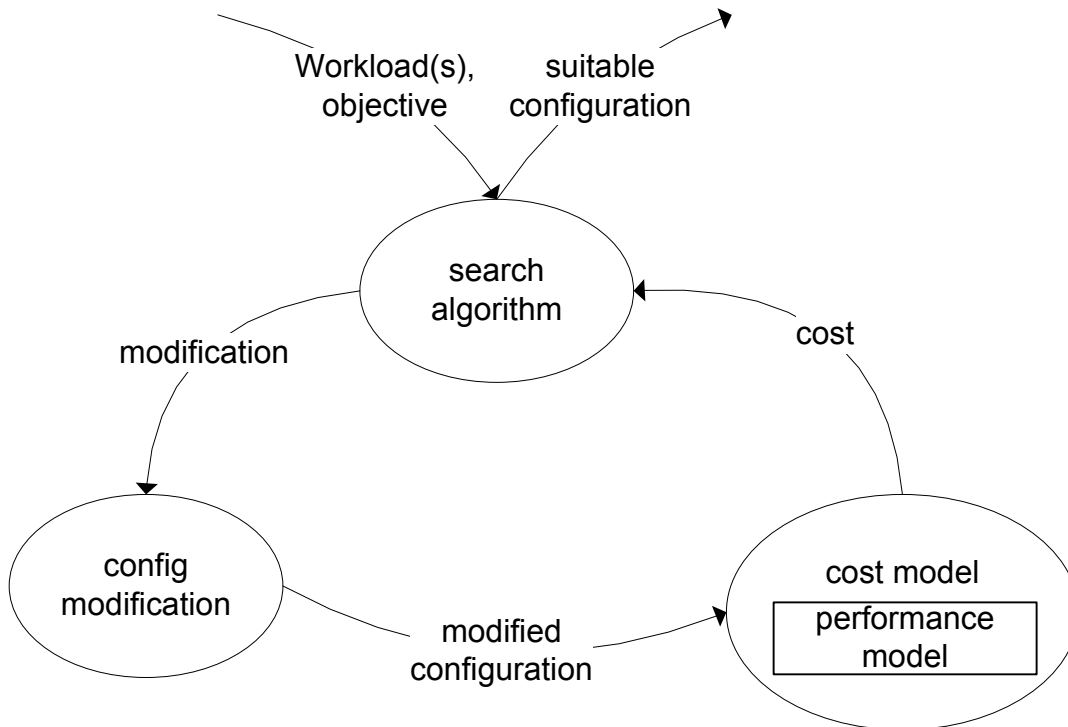 Workload(s),
objective
suitable
configuration
search
algorithm
modification
cost
config
modification
modified
configuration
cost model
performance
model